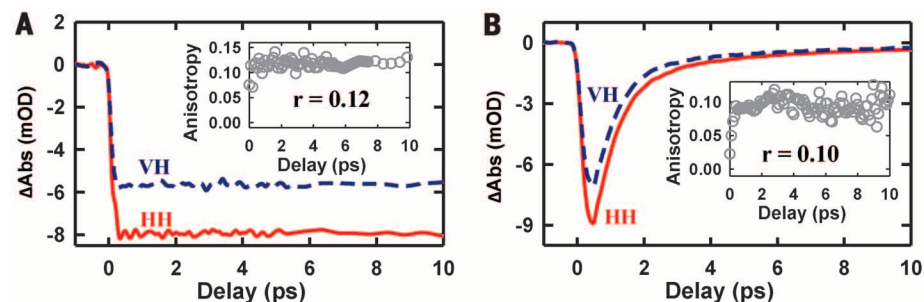 A
2
0
-2
-4
-6
-8
ΔAbs (mOD)
0.15
0.10
0.05
0.00
Anisotropy
r = 0.12
0 2 4 6 8 10
Delay (ps)
VH
HH
0 2 4 6 8 10
Delay (ps)
B
0
-3
-6
-9
ΔAbs (mOD)
VH
HH
0.10
0.05
0.00
Anisotropy
r = 0.10
0 2 4 6 8 10
Delay (ps)
0 2 4 6 8 10
Delay (ps)